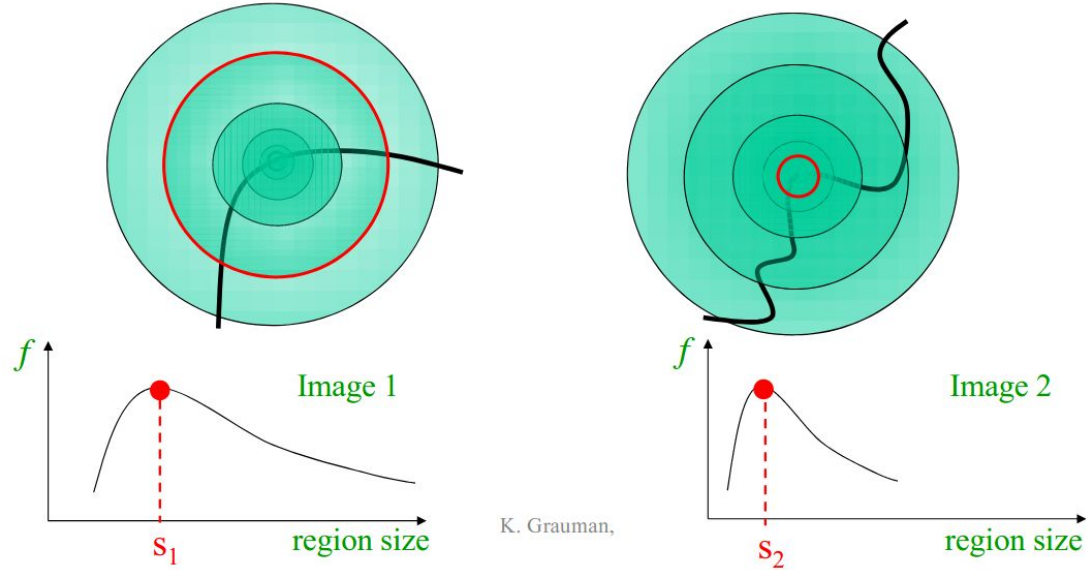 f
Image 1
s1
region size
K. Grauman,
f
Image 2
s2
region size